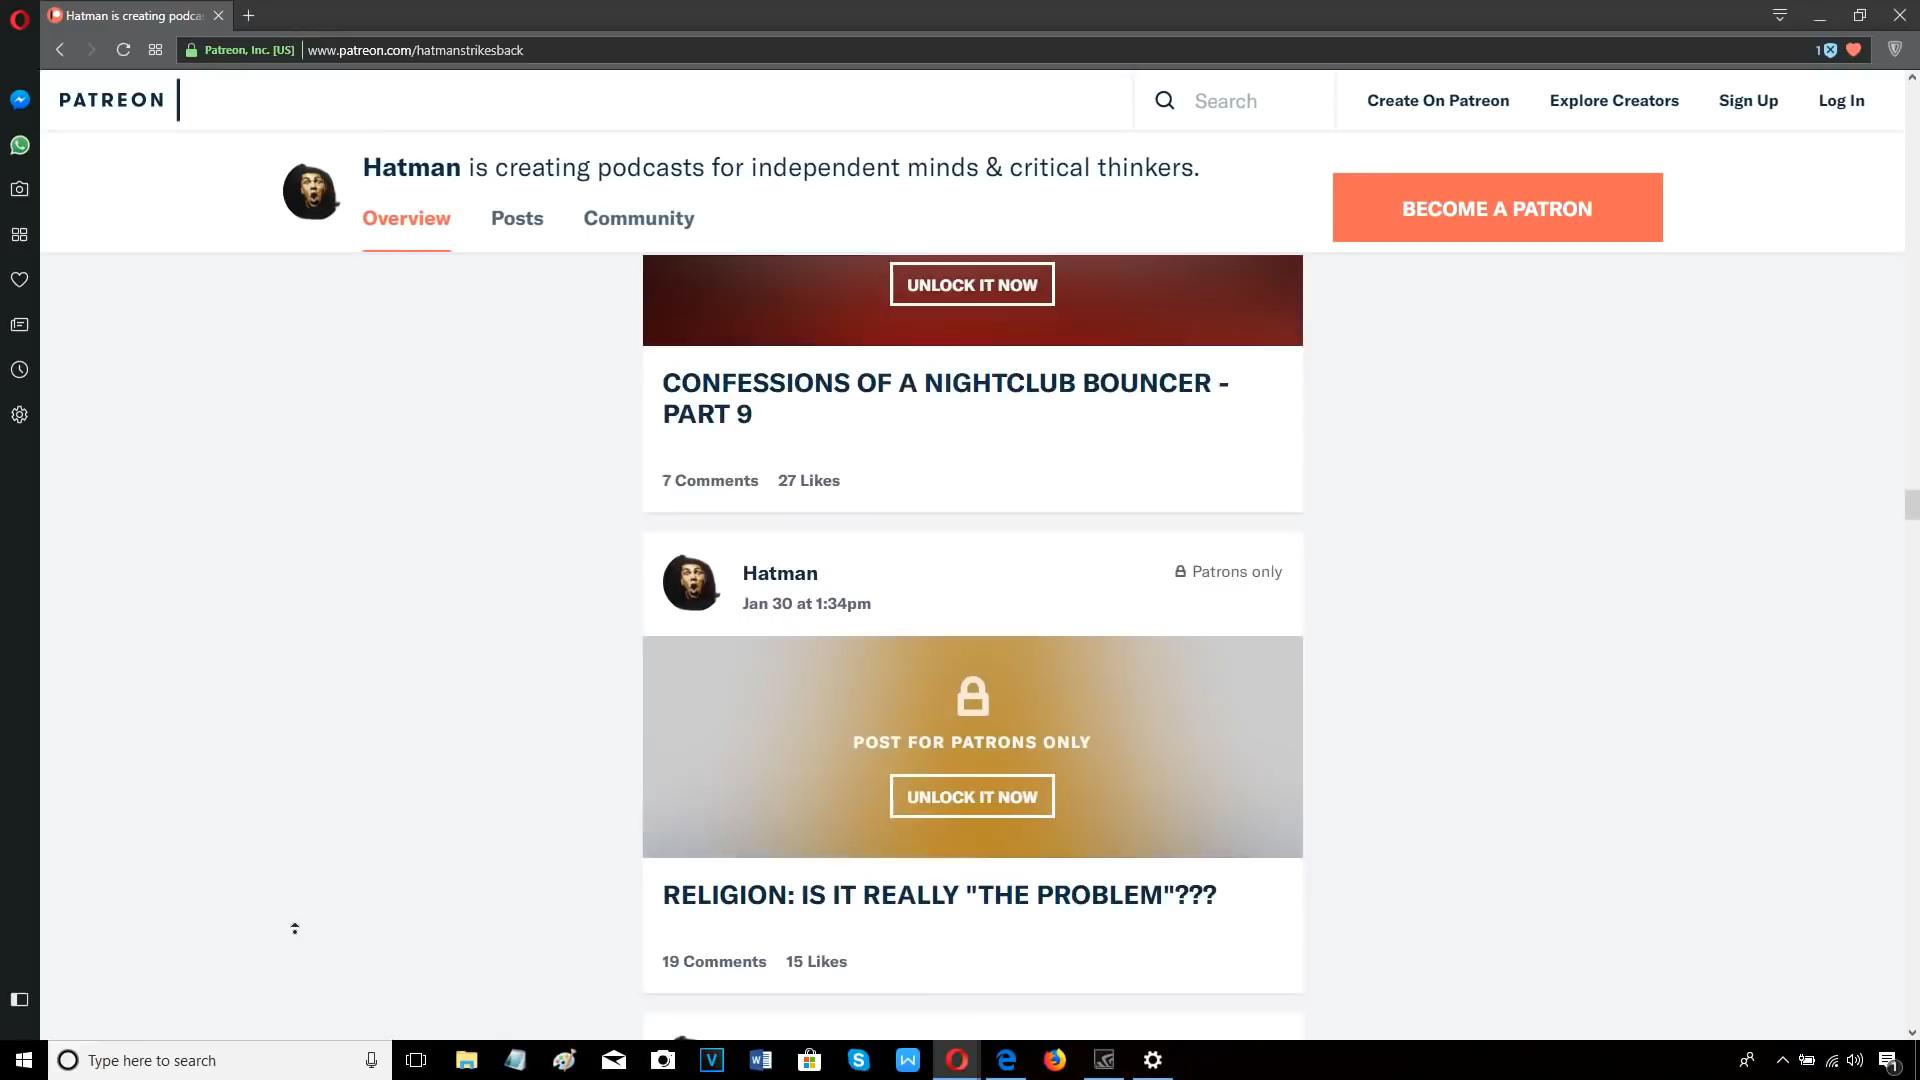 Hatman is creating podca
Patreon, Inc. [US]
www.patreon.com/hatmanstrikesback
1
PATREON
Search
Create On Patreon
Explore Creators
Sign Up
Log In
Hatman is creating podcasts for independent minds & critical thinkers.
Overview
Posts
Community
BECOME A PATRON
UNLOCK IT NOW
CONFESSIONS OF A NIGHTCLUB BOUNCER -
PART 9
7 Comments
27 Likes
Hatman
Patrons only
Jan 30 at 1:34pm
POST FOR PATRONS ONLY
UNLOCK IT NOW
RELIGION: IS IT REALLY "THE PROBLEM"???
19 Comments
15 Likes
Type here to search
V
W
1